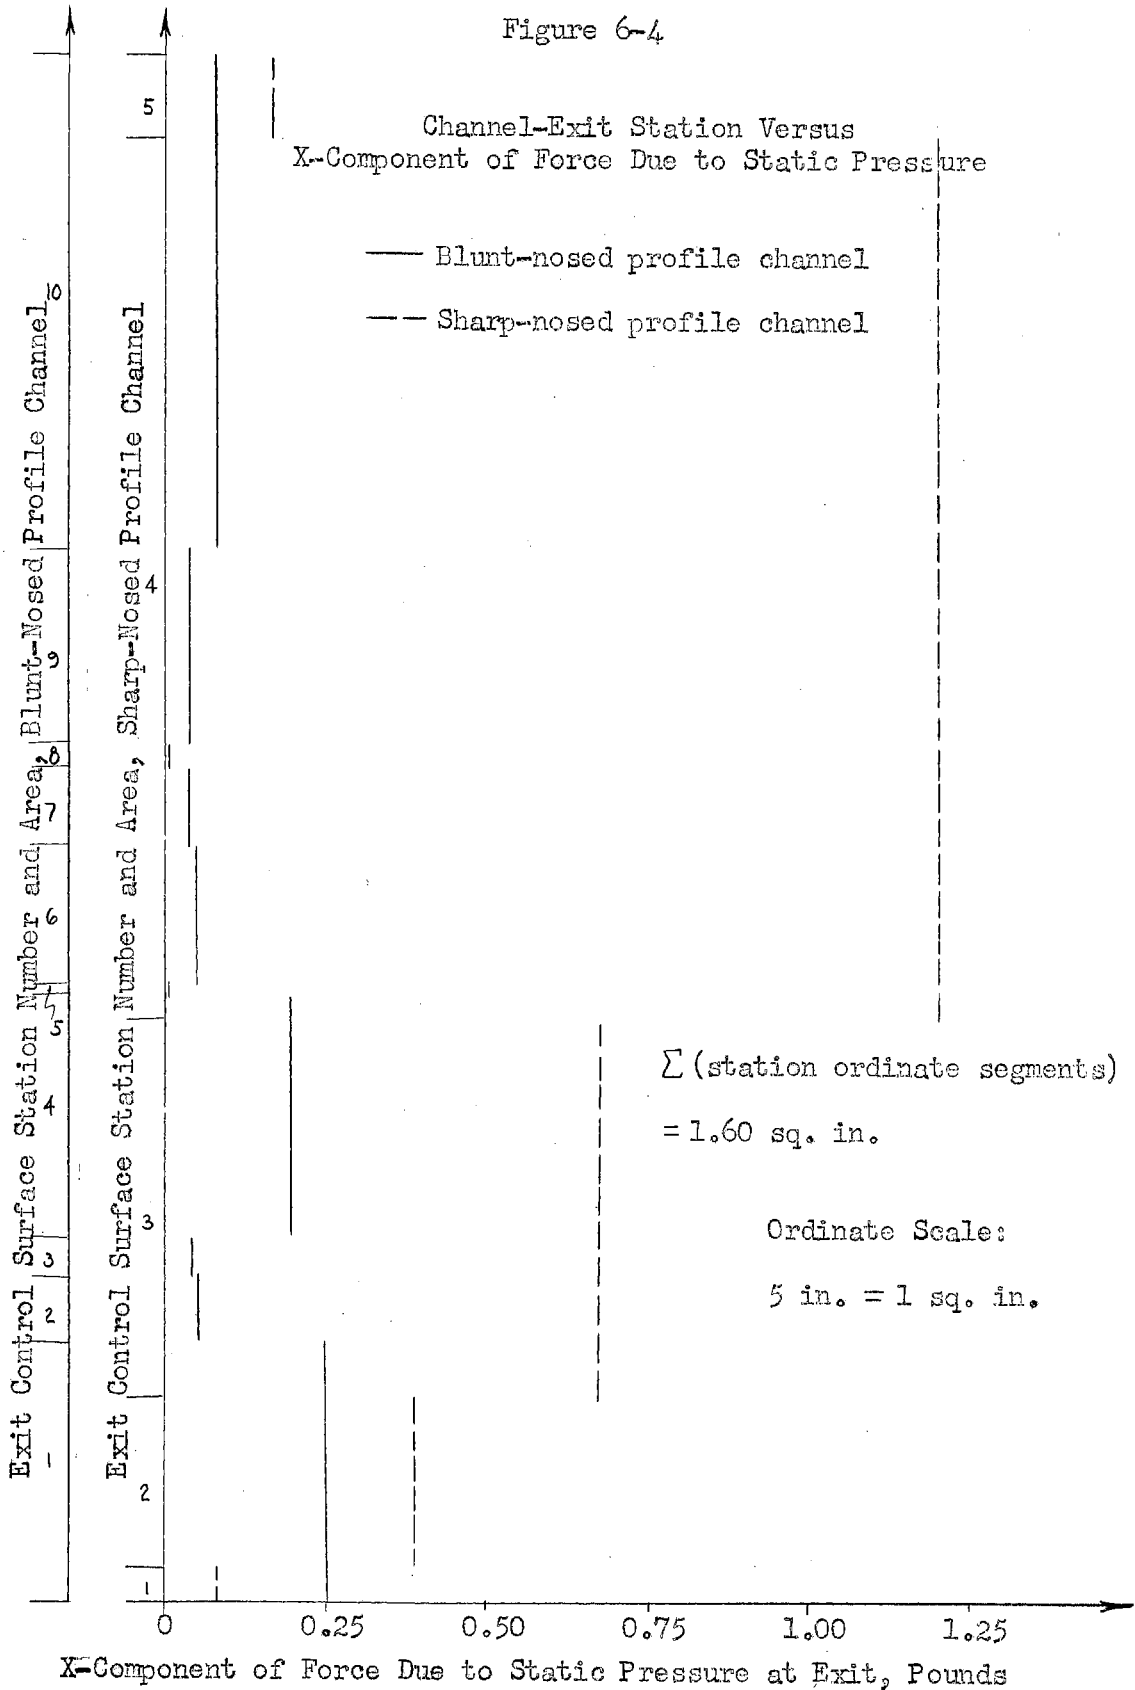 Figure 6-4
Channel-Exit Station Versus
X-Component of Force Due to Static Pressure
Blunt-nosed profile channel
Sharp-nosed profile channel
Exit Control Surface Station Number and Area, Blunt-Nosed Profile Channel
10
9
8
7
6
5
4
3
2
1
Exit Control Surface Station Number and Area, Sharp-Nosed Profile Channel
5
4
3
2
1
Σ (station ordinate segments)
= 1.60 sq. in.
Ordinate Scale:
5 in. = 1 sq. in.
0 0.25 0.50 0.75 1.00 1.25
X-Component of Force Due to Static Pressure at Exit, Pounds